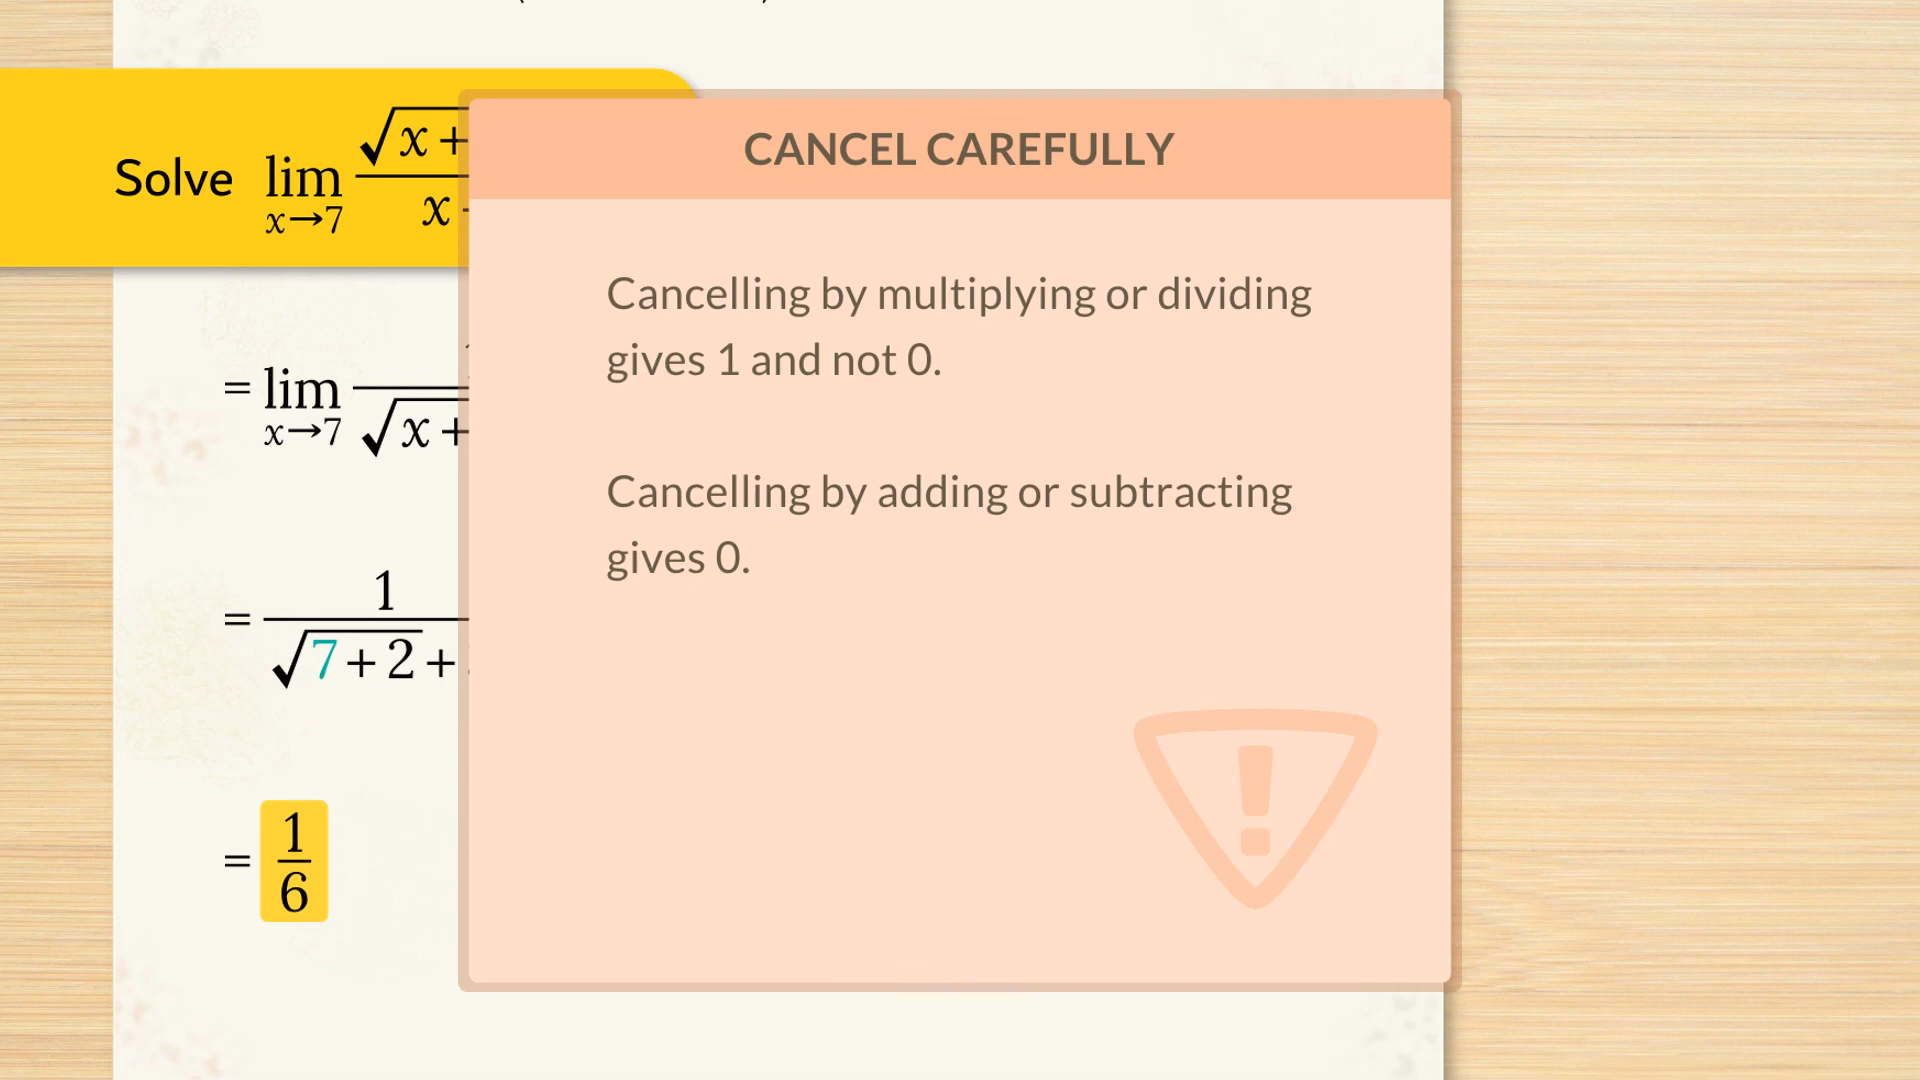 Solve lim x→7 √x+ / x
CANCEL CAREFULLY
Cancelling by multiplying or dividing
gives 1 and not 0.
= lim x→7 / √x+
Cancelling by adding or subtracting
gives 0.
= 1 / √7+2 +
= 1/6